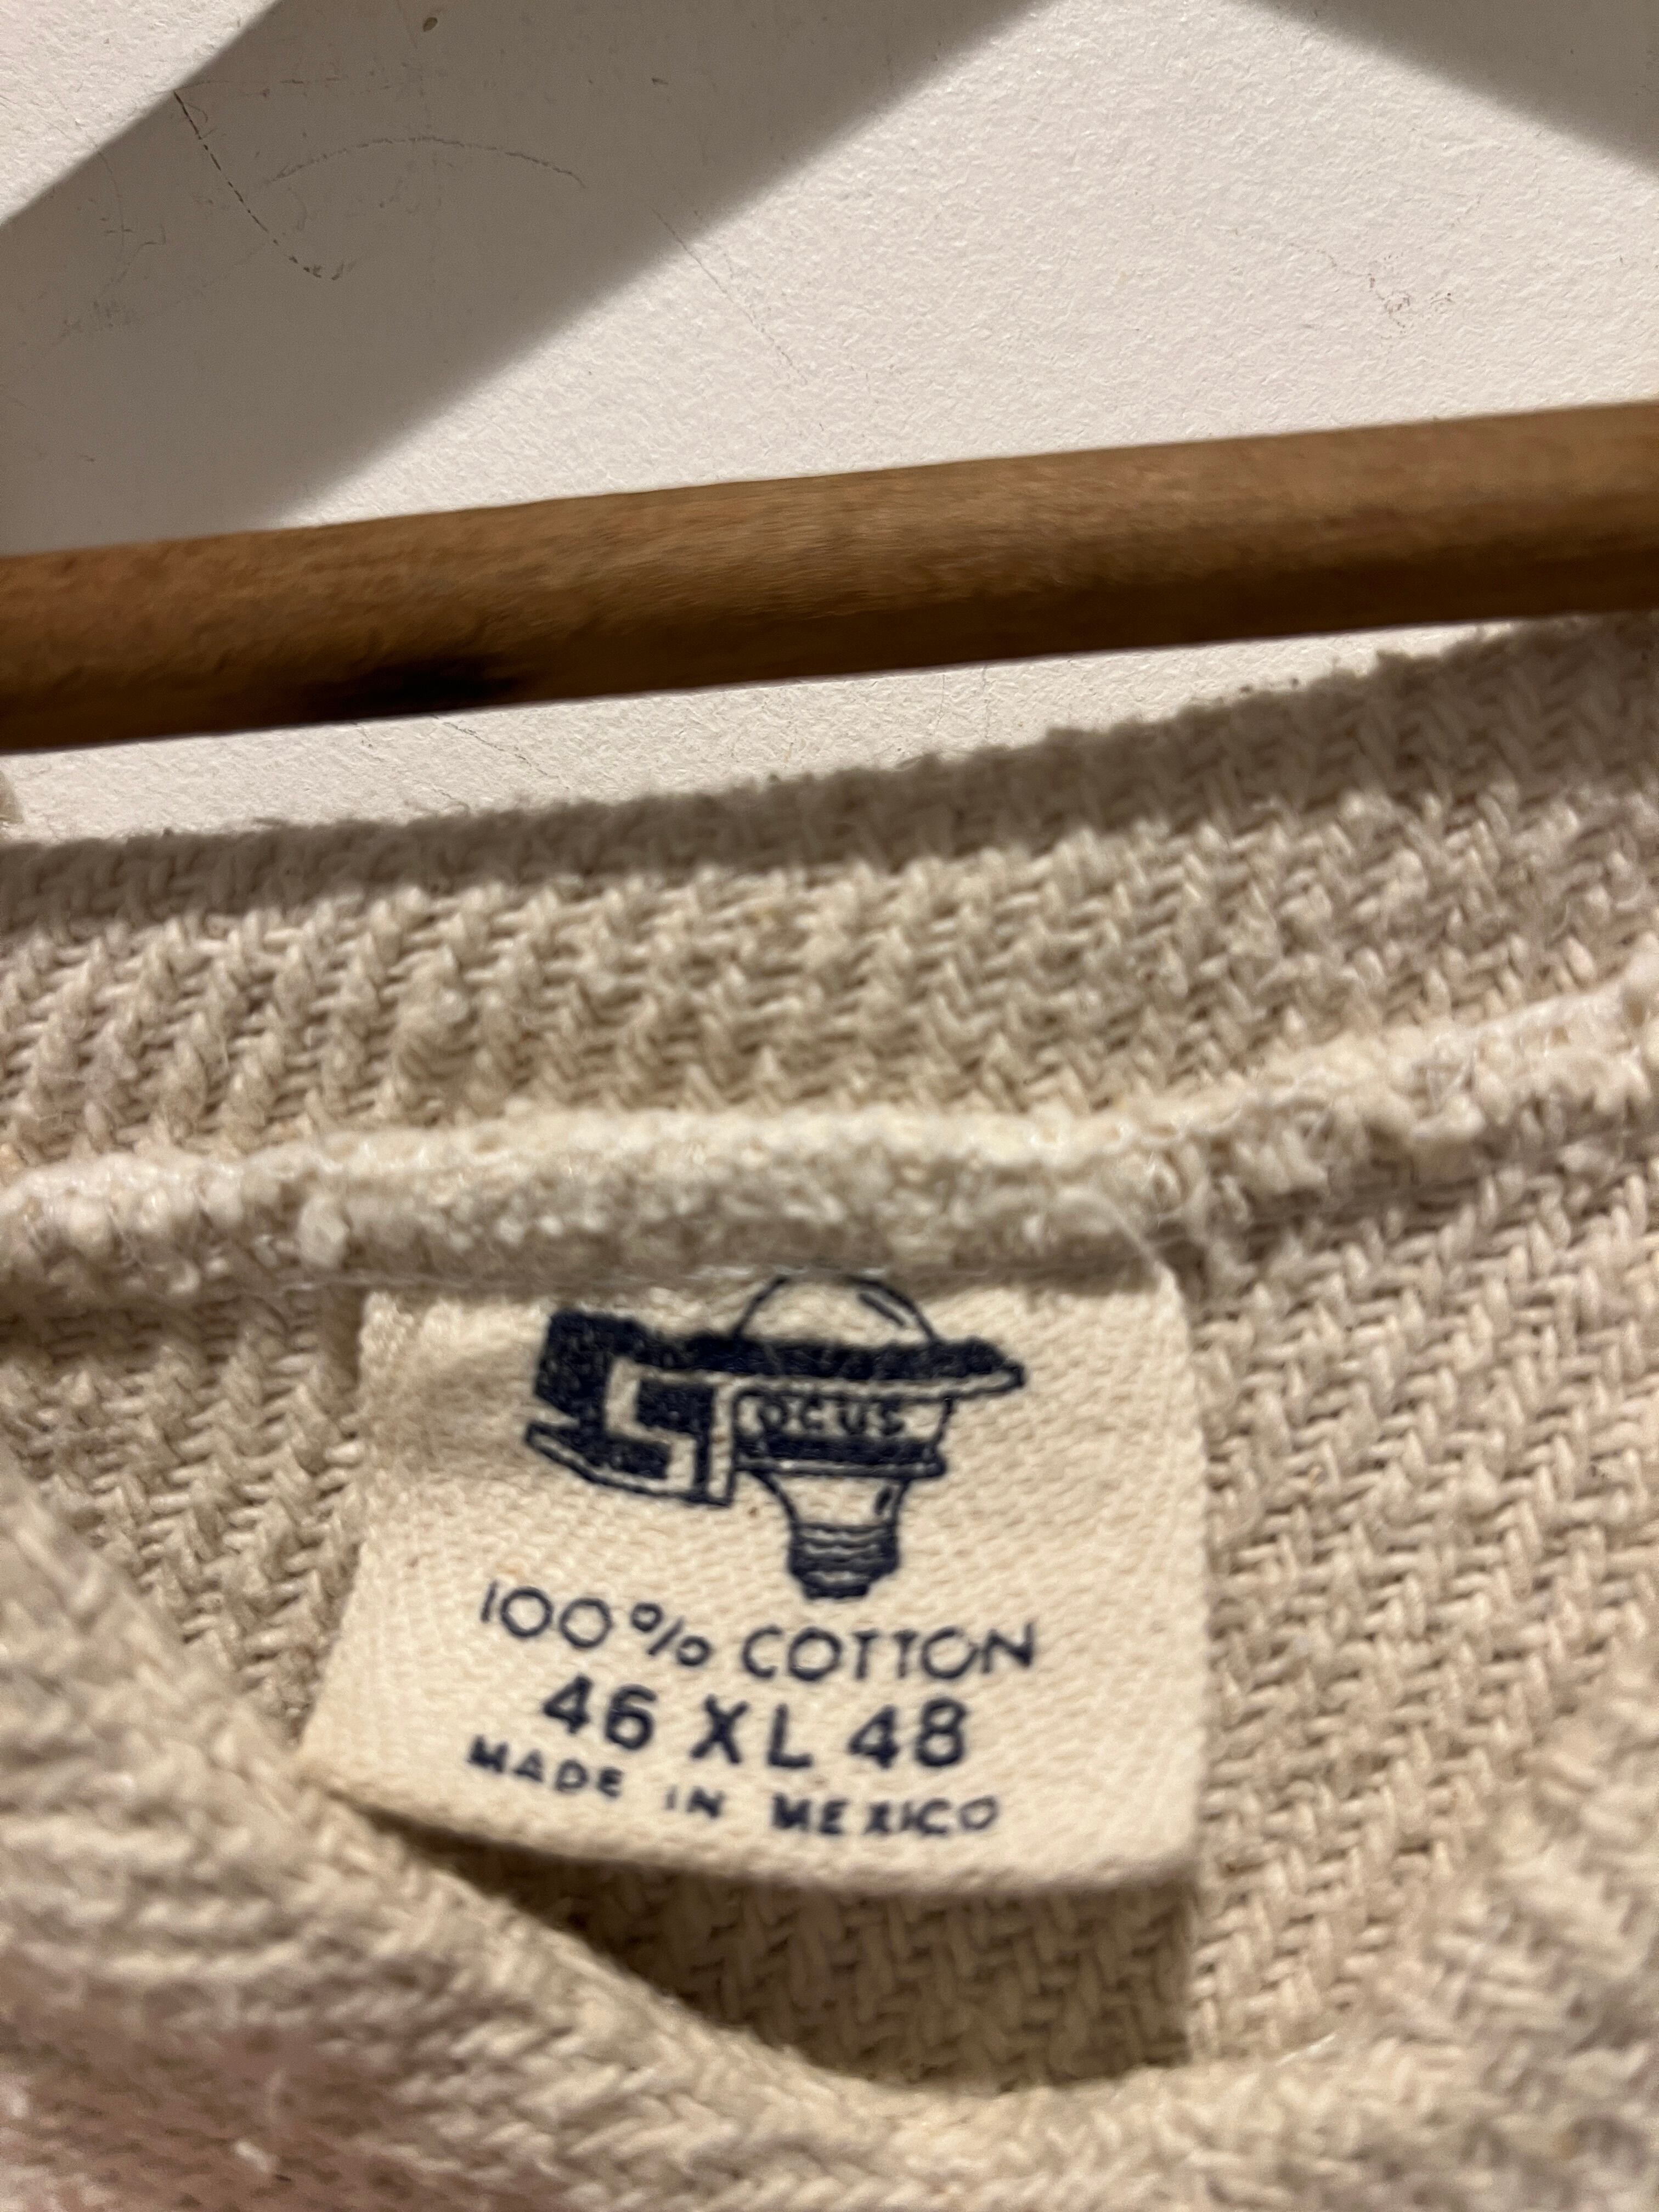 FOCUS
100% COTTON
46 XL 48
MADE IN MEXICO